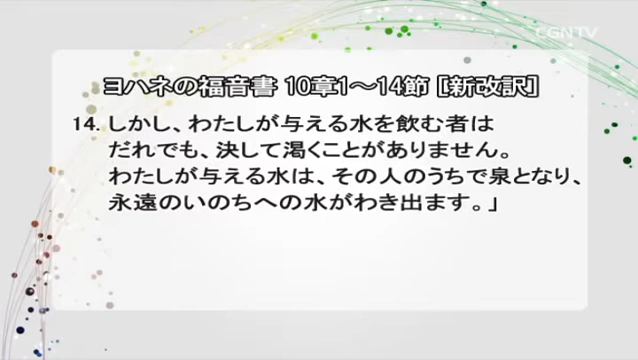 CGNTV
ヨハネの福音書 10章1～14節 [新改訳]
14. しかし、わたしが与える水を飲む者は
だれでも、決して渇くことがありません。
わたしが与える水は、その人のうちで泉となり、
永遠のいのちへの水がわき出ます。」